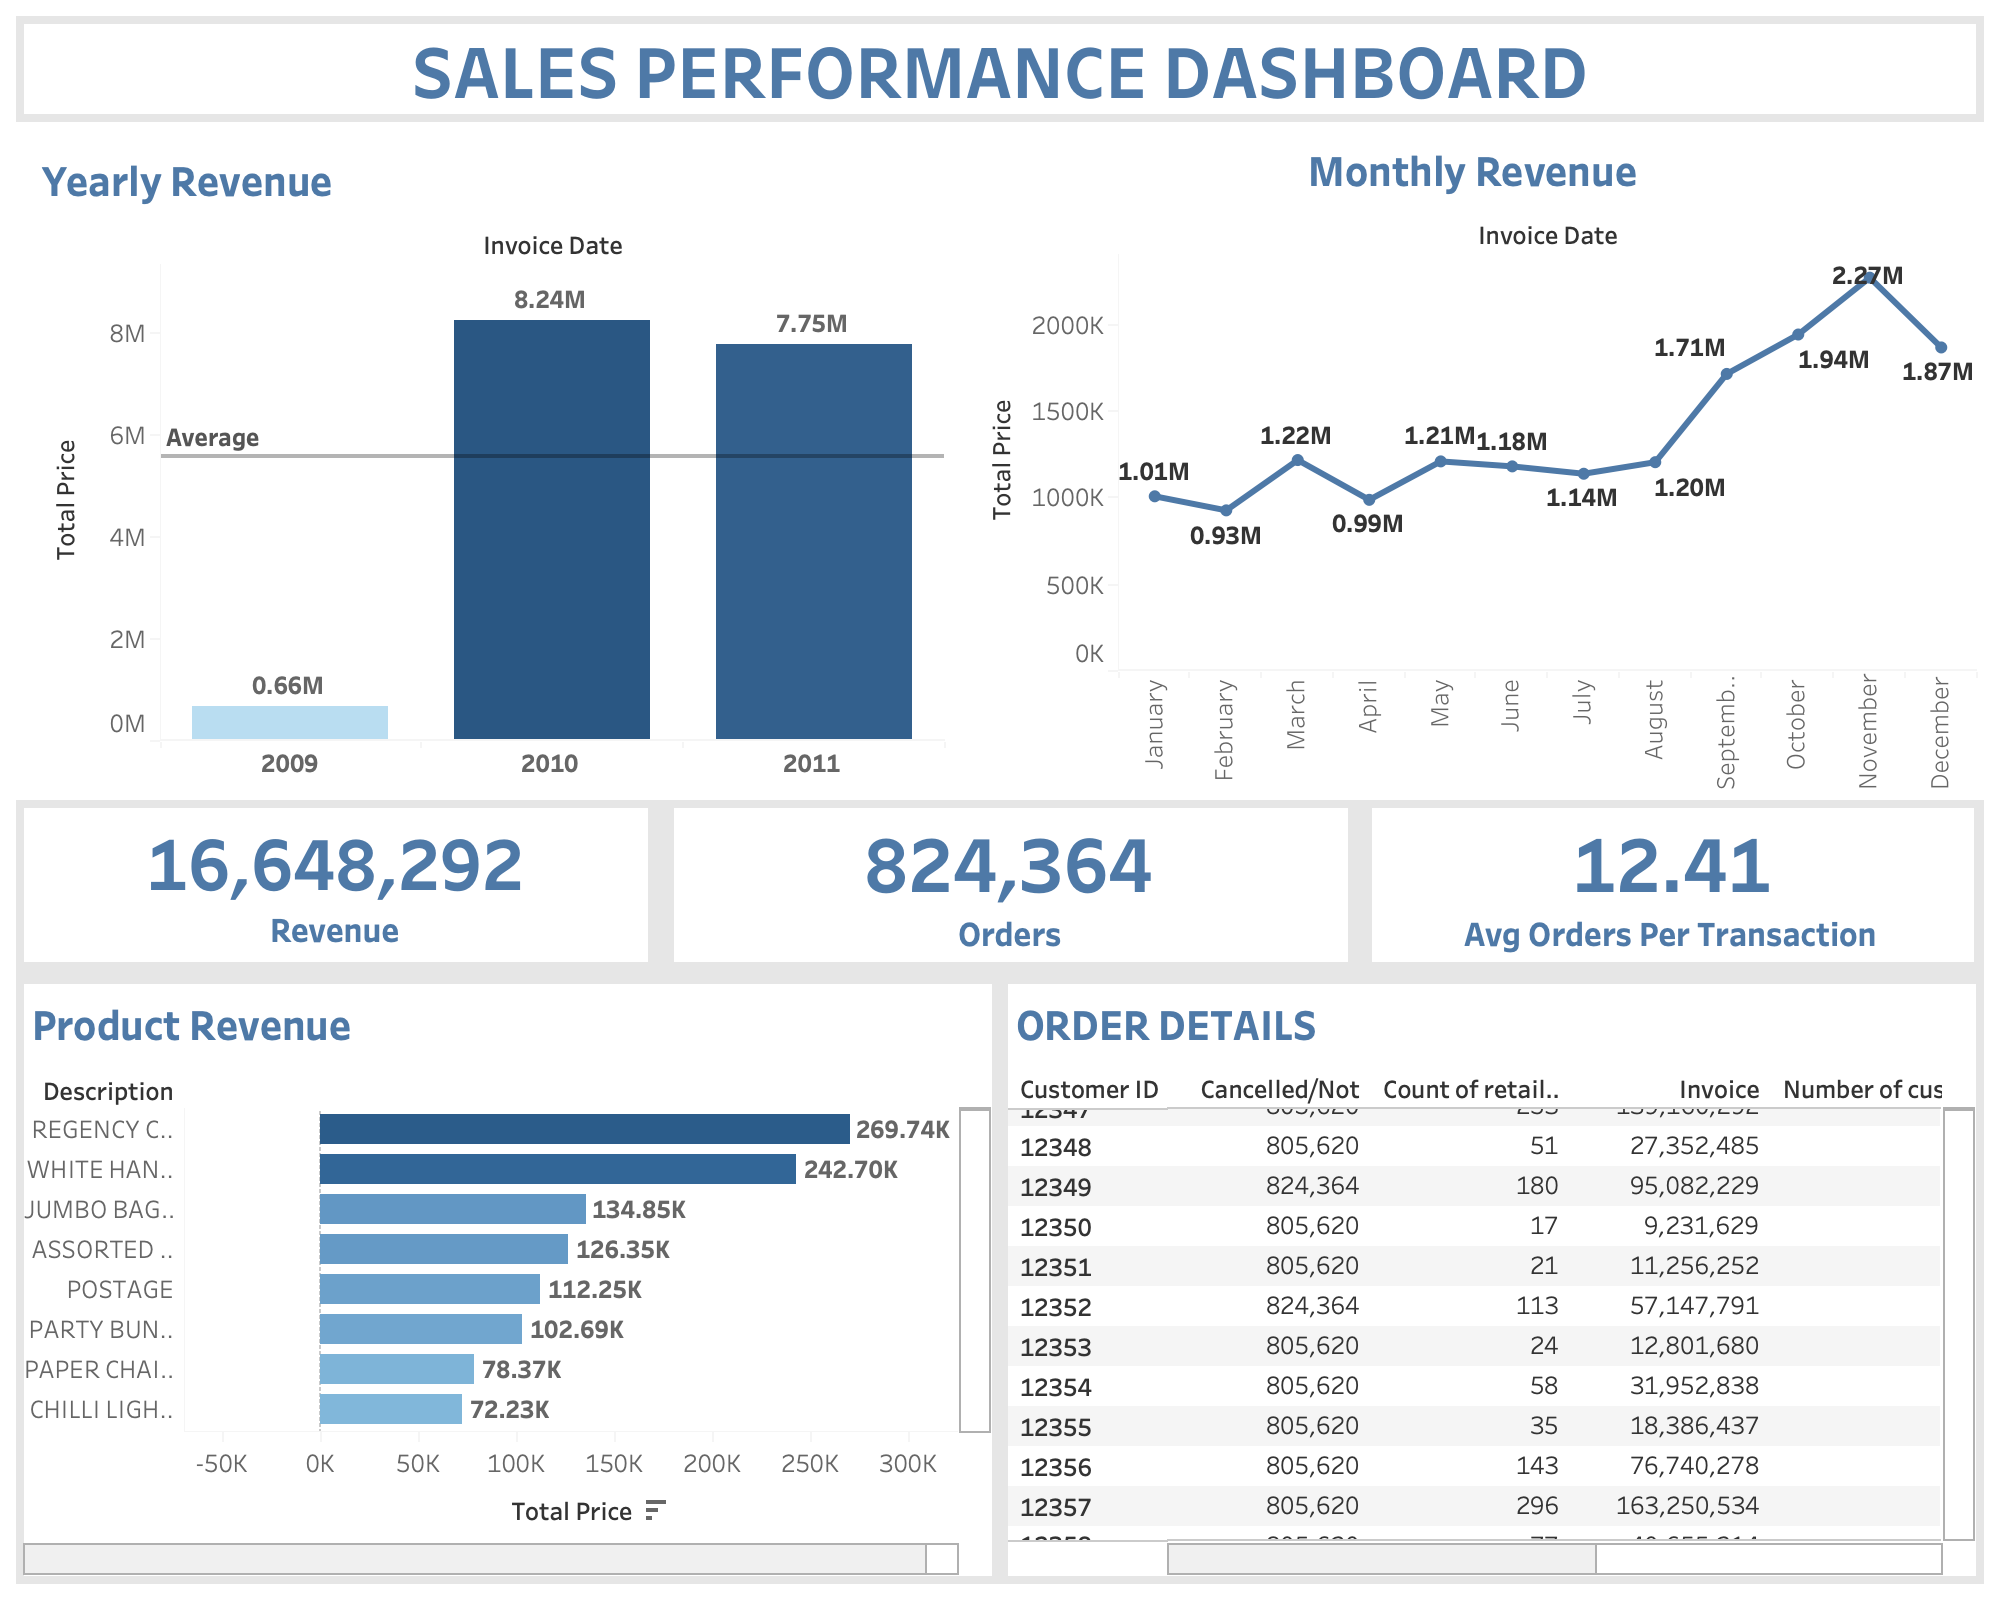 SALES PERFORMANCE DASHBOARD
Yearly Revenue
Invoice Date
Total Price
8M
6M
4M
2M
0M
Average
0.66M
8.24M
7.75M
2009
2010
2011
Monthly Revenue
Invoice Date
Total Price
2000K
1500K
1000K
500K
0K
1.01M
0.93M
1.22M
0.99M
1.21M
1.18M
1.14M
1.20M
1.71M
1.94M
2.27M
1.87M
January
February
March
April
May
June
July
August
Septemb..
October
November
December
16,648,292
Revenue
824,364
Orders
12.41
Avg Orders Per Transaction
Product Revenue
Description
REGENCY C.. 269.74K
WHITE HAN.. 242.70K
JUMBO BAG.. 134.85K
ASSORTED .. 126.35K
POSTAGE 112.25K
PARTY BUN.. 102.69K
PAPER CHAI.. 78.37K
CHILLI LIGH.. 72.23K
-50K 0K 50K 100K 150K 200K 250K 300K
Total Price
ORDER DETAILS
Customer ID Cancelled/Not Count of retail.. Invoice Number of cus
12348 805,620 51 27,352,485
12349 824,364 180 95,082,229
12350 805,620 17 9,231,629
12351 805,620 21 11,256,252
12352 824,364 113 57,147,791
12353 805,620 24 12,801,680
12354 805,620 58 31,952,838
12355 805,620 35 18,386,437
12356 805,620 143 76,740,278
12357 805,620 296 163,250,534